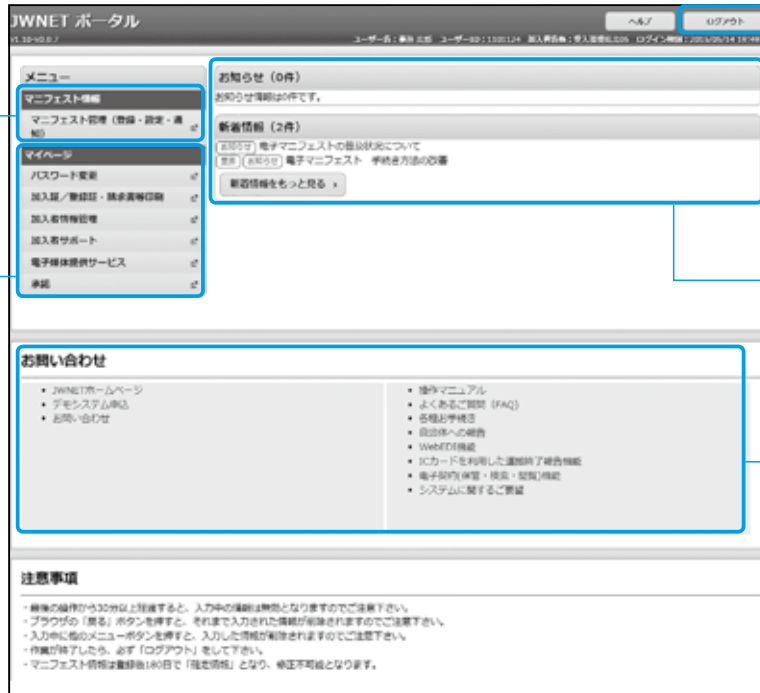 JWNET ポータル
ヘルプ
ログアウト
メニュー
マニフェスト情報
マニフェスト管理（登録・設定・通
知）
マイページ
パスワード変更
加入証／登録証・請求書等印刷
加入者情報管理
加入者サポート
電子媒体提供サービス
承認
お知らせ（0件）
お知らせ情報は0件です。
新着情報（2件）
お知らせ 電子マニフェストの普及状況について
重要 お知らせ 電子マニフェスト 手続き方法の改善
新着情報をもっと見る
お問い合わせ
• JWNETホームページ
• デモシステム申込
• お問い合わせ
• 操作マニュアル
• よくあるご質問（FAQ）
• 各種お手続き
• 自治体への報告
• WebEDI機能
• ICカードを利用した運搬終了報告機能
• 電子契約(保管・検索・閲覧)機能
• システムに関するご要望
注意事項
・最後の操作から30分以上経過すると、入力中の情報は無効となりますのでご注意下さい。
・ブラウザの「戻る」ボタンを押すと、それまで入力された情報が削除されますのでご注意下さい。
・入力中に他のメニューボタンを押すと、入力した情報が削除されますのでご注意下さい。
・作業が終了したら、必ず「ログアウト」をして下さい。
・マニフェスト情報は登録後180日で「確定情報」となり、修正不可能となります。